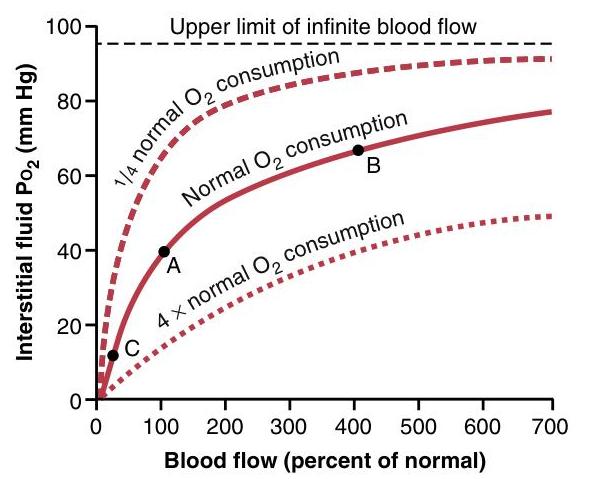 Upper limit of infinite blood flow
1/4 normal O2 consumption
Normal O2 consumption
4 × normal O2 consumption
A
B
C
Interstitial fluid Po2 (mm Hg)
100
80
60
40
20
0
0 100 200 300 400 500 600 700
Blood flow (percent of normal)